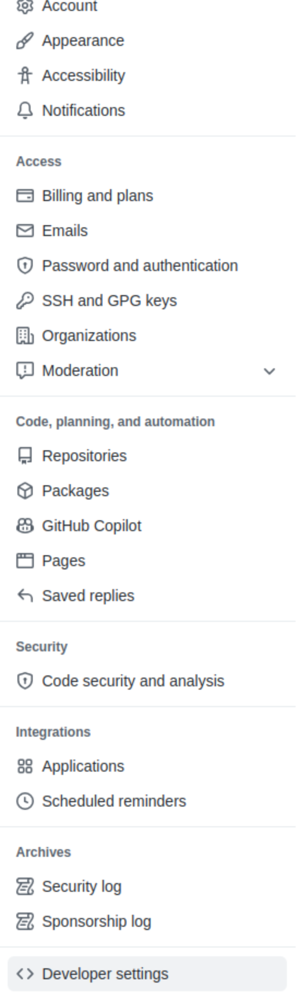 Account
Appearance
Accessibility
Notifications
Access
Billing and plans
Emails
Password and authentication
SSH and GPG keys
Organizations
Moderation
Code, planning, and automation
Repositories
Packages
GitHub Copilot
Pages
Saved replies
Security
Code security and analysis
Integrations
Applications
Scheduled reminders
Archives
Security log
Sponsorship log
Developer settings